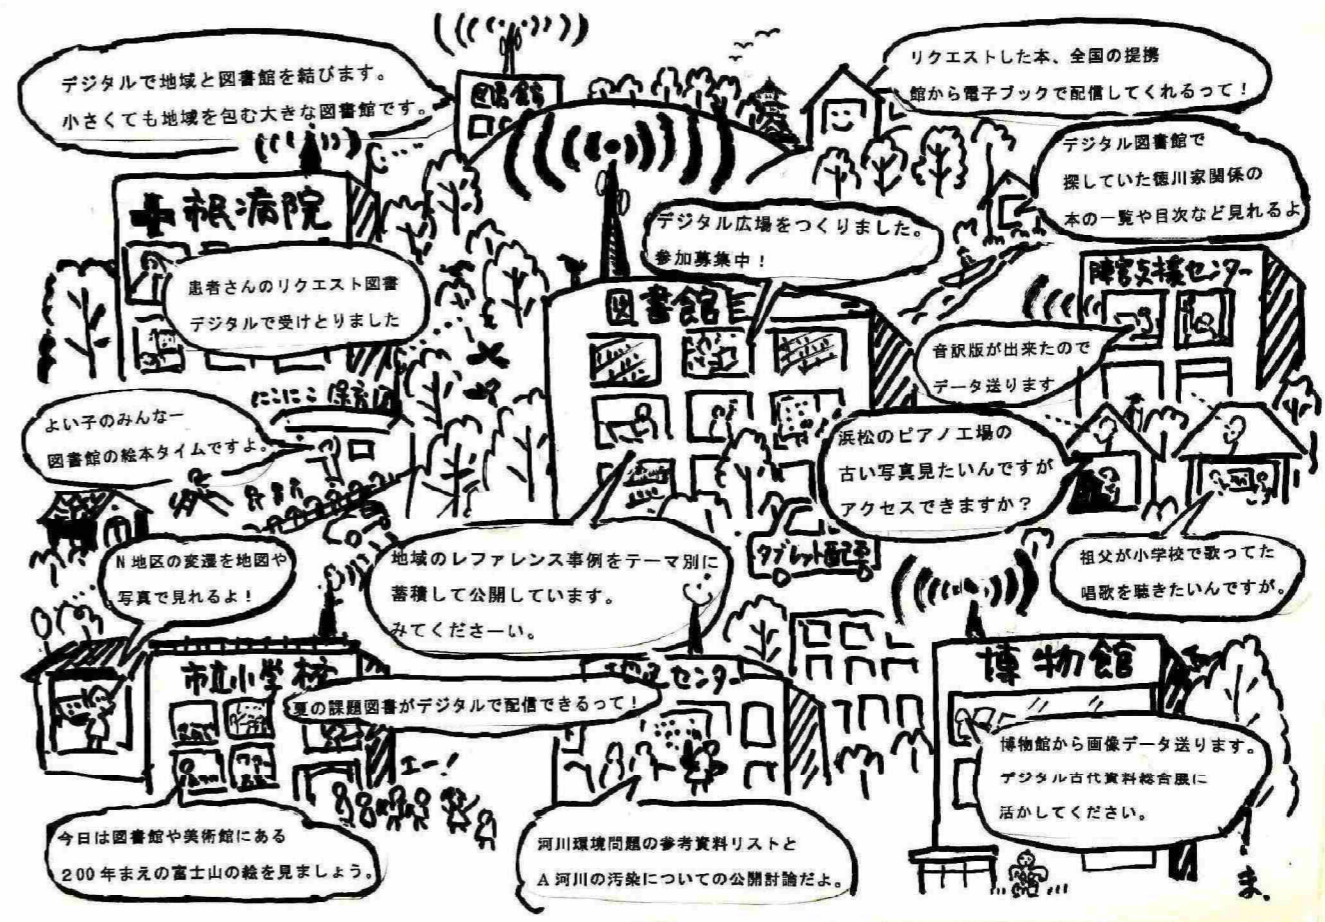 デジタルで地域と図書館を結びます。
小さくても地域を包む大きな図書館です。
図書館
リクエストした本、全国の提携
館から電子ブックで配信してくれるって！
デジタル図書館で
探していた徳川家関係の
本の一覧や目次など見れるよ
病院
デジタル広場をつくりました。
参加募集中！
患者さんのリクエスト図書
デジタルで受けとりました
図書館
障害支援センター
音訳版が出来たので
データ送ります
にこにこ保育
よい子のみんなー
図書館の絵本タイムですよ。
浜松のピアノ工場の
古い写真見たいんですが
アクセスできますか？
タブレット配本
祖父が小学校で歌ってた
唱歌を聴きたいんですが。
N地区の変遷を地図や
写真で見れるよ！
地域のレファレンス事例をテーマ別に
蓄積して公開しています。
みてくださーい。
市立小学校
センター
博物館
夏の課題図書がデジタルで配信できるって！
エー！
博物館から画像データ送ります。
デジタル古代資料総合展に
活かしてください。
今日は図書館や美術館にある
200年まえの富士山の絵を見ましょう。
河川環境問題の参考資料リストと
A河川の汚染についての公開討論だよ。
ま.